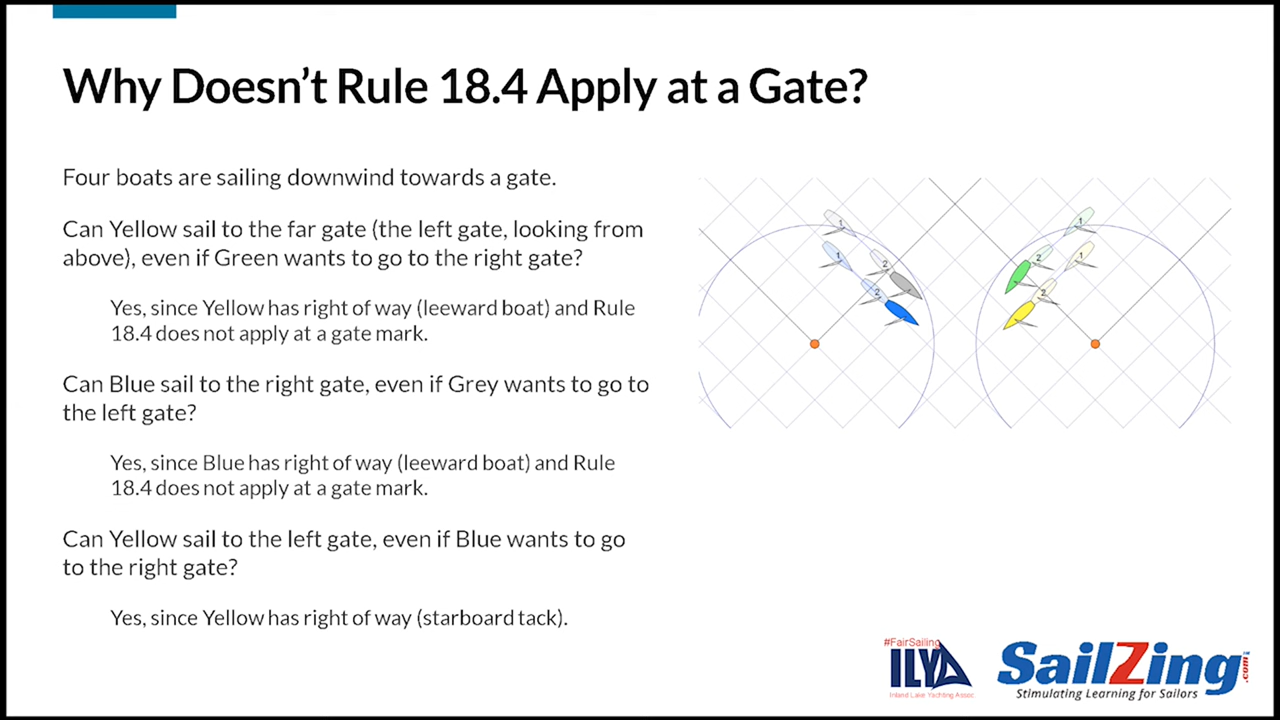 Why Doesn't Rule 18.4 Apply at a Gate?
Four boats are sailing downwind towards a gate.
Can Yellow sail to the far gate (the left gate, looking from
above), even if Green wants to go to the right gate?
Yes, since Yellow has right of way (leeward boat) and Rule
18.4 does not apply at a gate mark.
Can Blue sail to the right gate, even if Grey wants to go to
the left gate?
Yes, since Blue has right of way (leeward boat) and Rule
18.4 does not apply at a gate mark.
Can Yellow sail to the left gate, even if Blue wants to go
to the right gate?
Yes, since Yellow has right of way (starboard tack).
1
1
2
2
1
1
2
2
#FairSailing
ILYA
Inland Lake Yachting Assoc.
SailZing.com
Stimulating Learning for Sailors